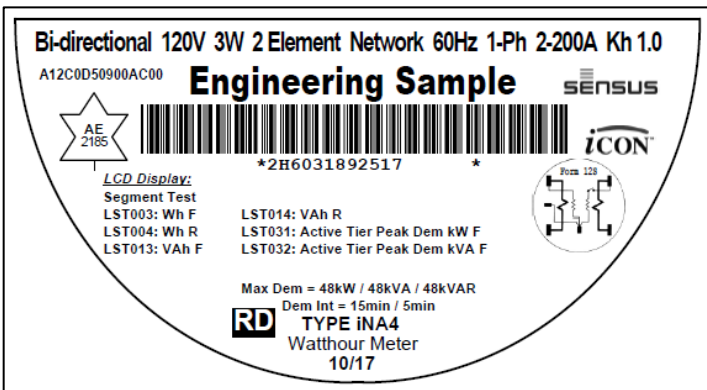 Bi-directional 120V 3W 2 Element Network 60Hz 1-Ph 2-200A Kh 1.0
A12C0D50900AC00
Engineering Sample
sensus
AE
2185
iCON™
*2H6031892517 *
Form 12S
LCD Display:
Segment Test
LST003: Wh F
LST014: VAh R
LST004: Wh R
LST031: Active Tier Peak Dem kW F
LST013: VAh F
LST032: Active Tier Peak Dem kVA F
Max Dem = 48kW / 48kVA / 48kVAR
Dem Int = 15min / 5min
RD
TYPE iNA4
Watthour Meter
10/17